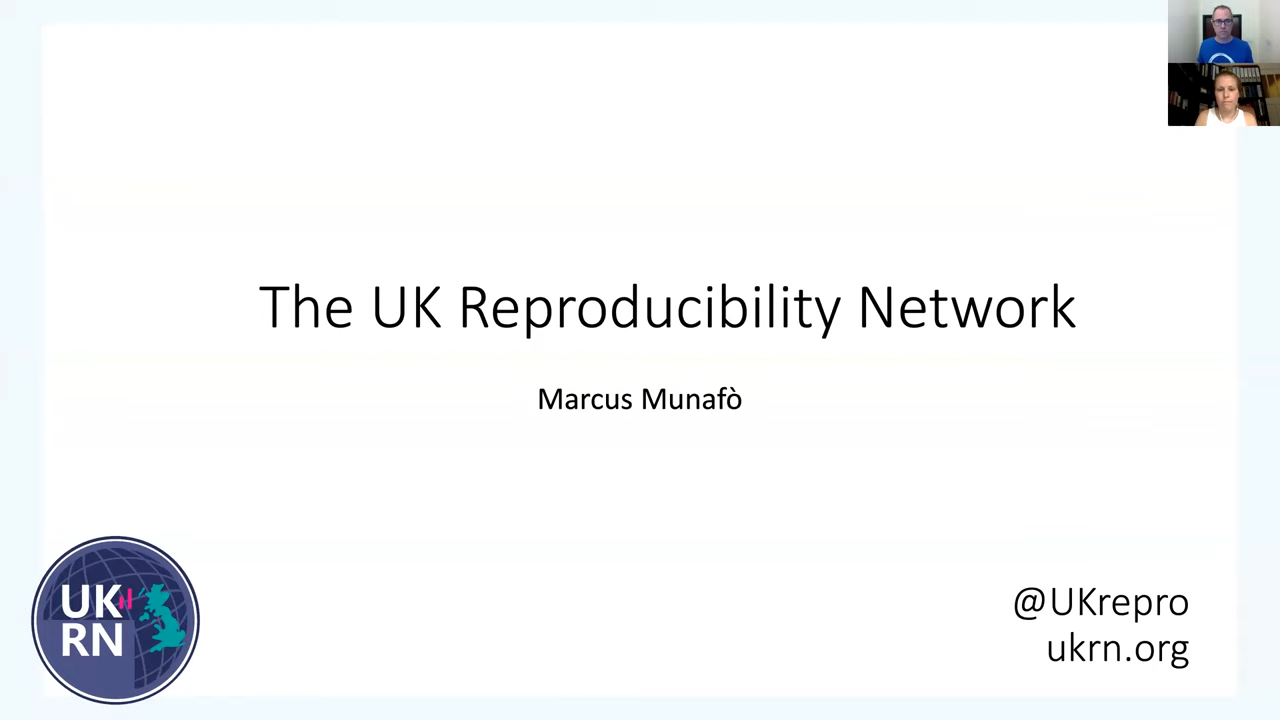 The UK Reproducibility Network
Marcus Munafò
UK
RN
@UKrepro
ukrn.org